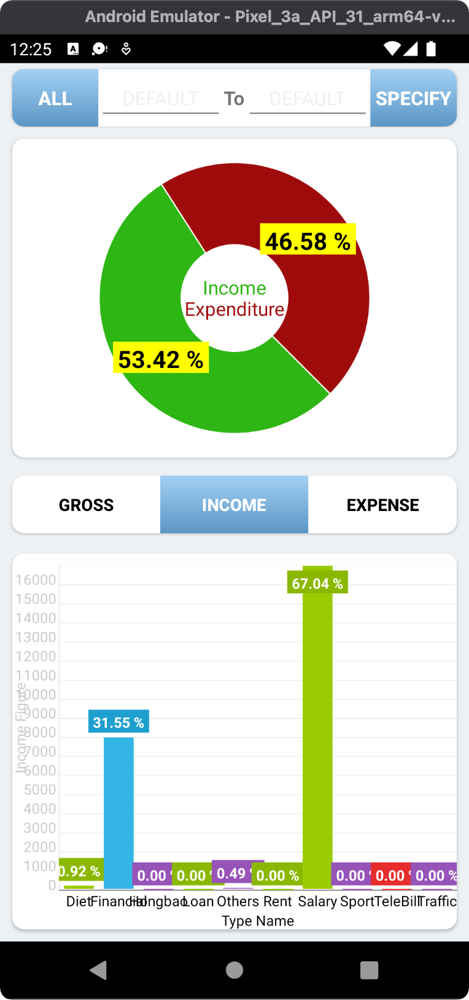 Android Emulator - Pixel_3a_API_31_arm64-v...
12:25
ALL DEFAULT To DEFAULT SPECIFY
46.58 %
Income
Expenditure
53.42 %
GROSS INCOME EXPENSE
16000
67.04 %
15000
14000
13000
12000
11000
10000
Income Figure
9000
31.55 %
8000
7000
6000
5000
4000
3000
2000
1000
0.92 % 0.00 0.00 0.49 0.00 % 0.00 0.00 0.00 %
0
Diet Financial Hongbao Loan Others Rent Salary Sport TeleBill Traffic
Type Name